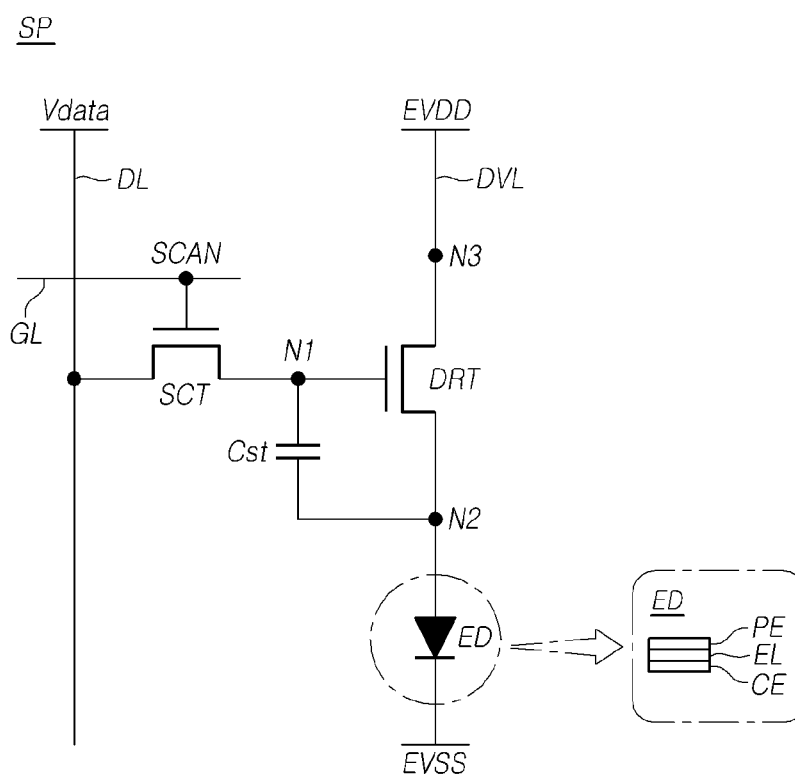 SP
Vdata
EVDD
DL
DVL
SCAN
N3
GL
N1
SCT
DRT
Cst
N2
ED
ED
PE
EL
CE
EVSS